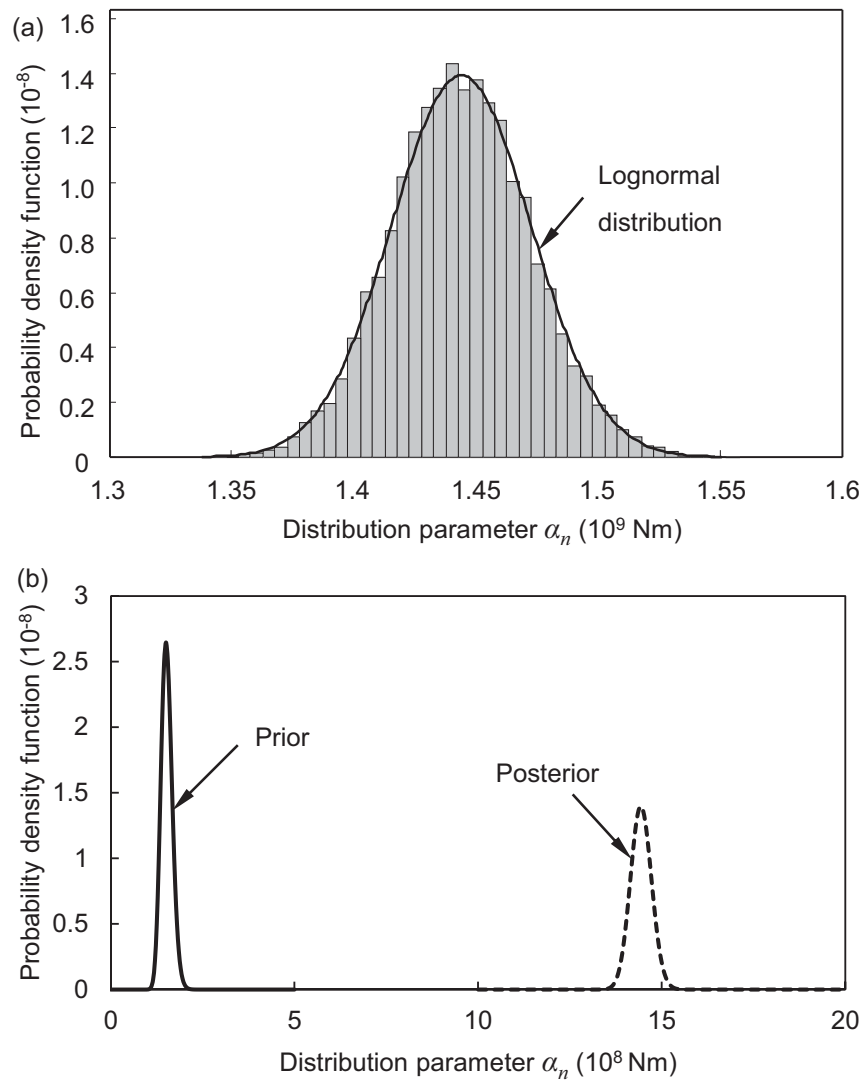 (a)
Probability density function (10⁻⁸)
1.6
1.4
1.2
1.0
0.8
0.6
0.4
0.2
0
Lognormal
distribution
1.3 1.35 1.4 1.45 1.5 1.55 1.6
Distribution parameter αₙ (10⁹ Nm)
(b)
Probability density function (10⁻⁸)
3
2.5
2
1.5
1
0.5
0
Prior
Posterior
0 5 10 15 20
Distribution parameter αₙ (10⁸ Nm)